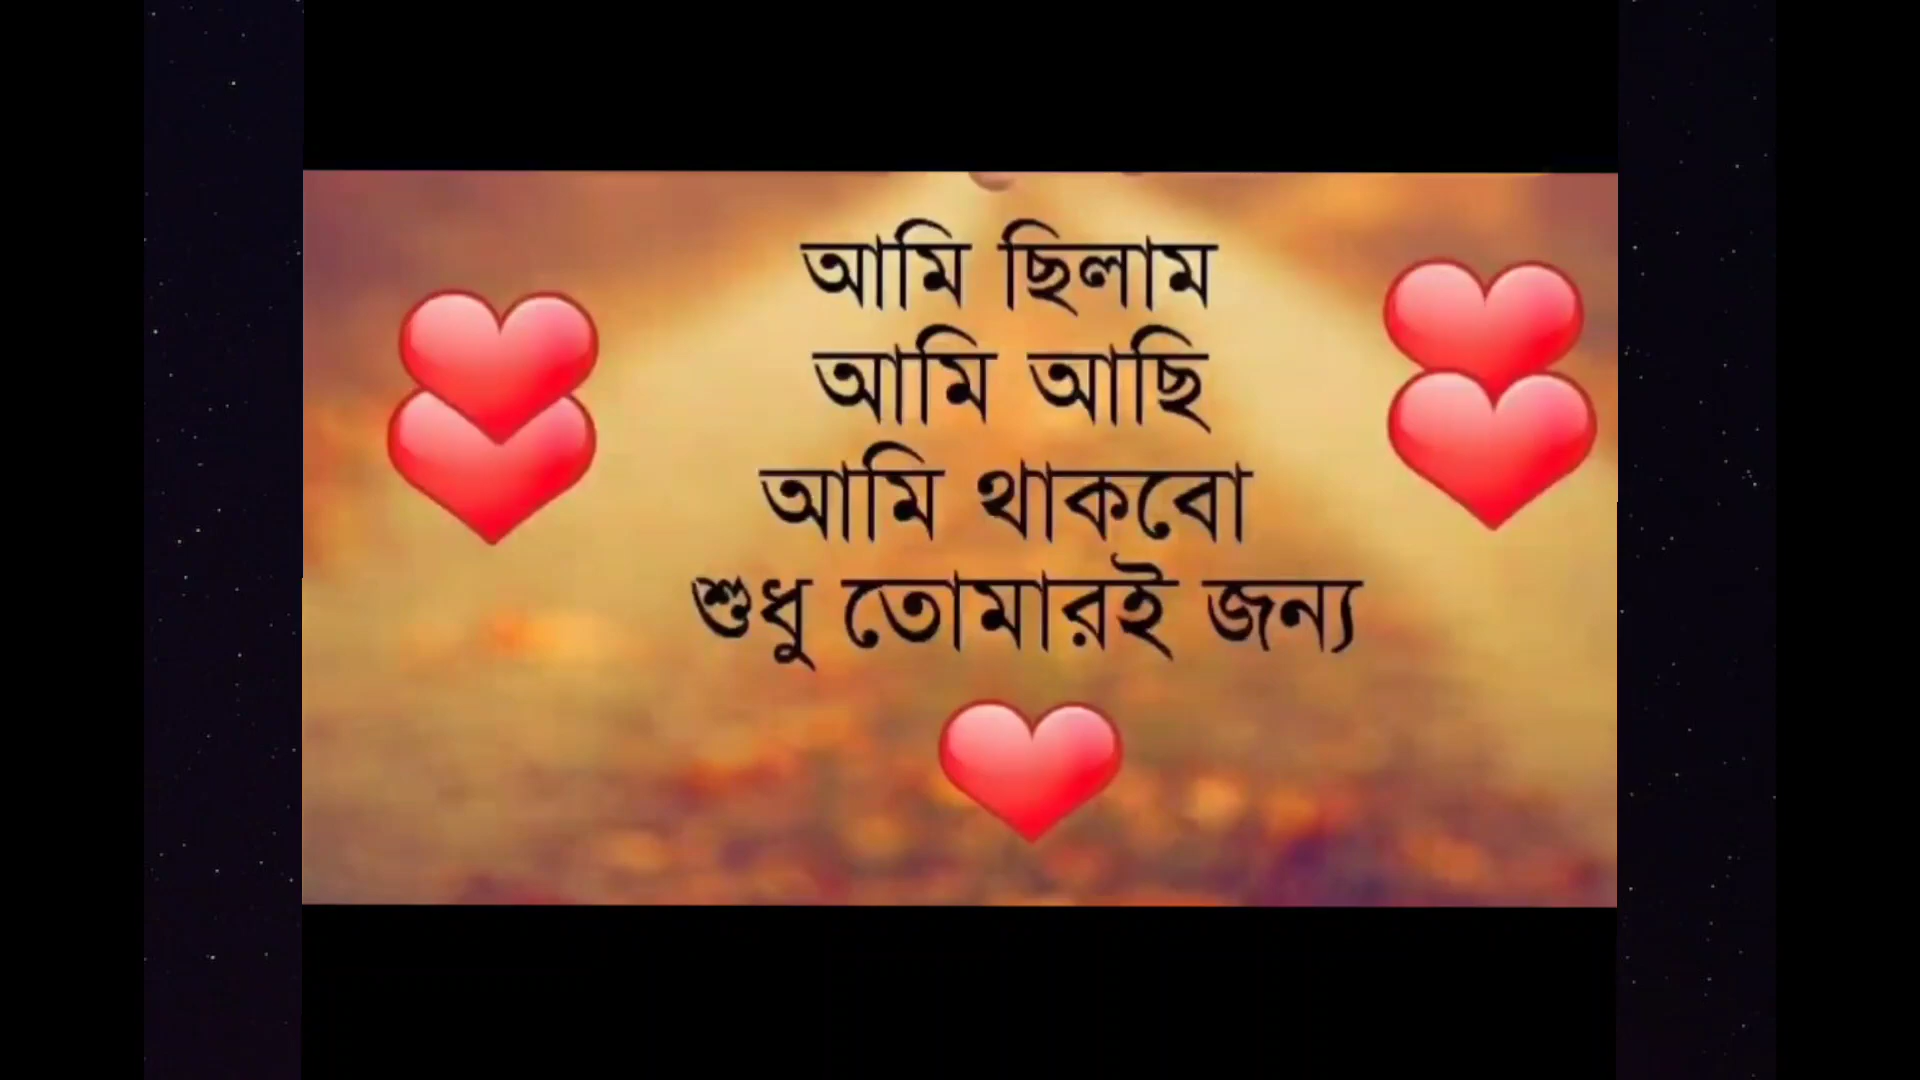 আমি ছিলাম
আমি আছি
আমি থাকবো
শুধু তোমারই জন্য